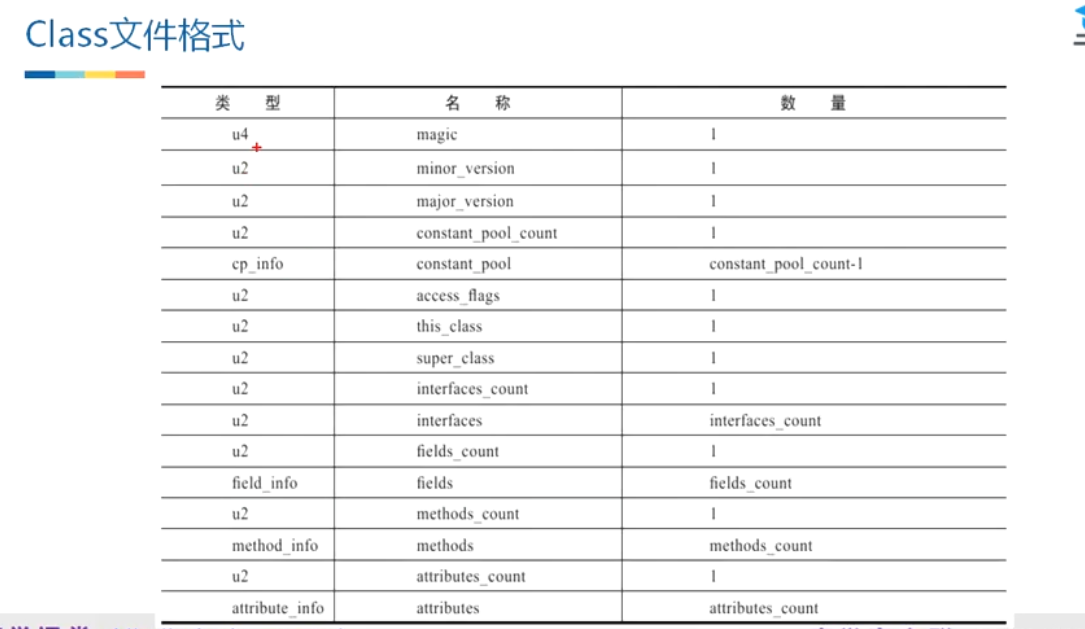 Class文件格式
类 型 名 称 数 量
u4 magic 1
u2 minor_version 1
u2 major_version 1
u2 constant_pool_count 1
cp_info constant_pool constant_pool_count-1
u2 access_flags 1
u2 this_class 1
u2 super_class 1
u2 interfaces_count 1
u2 interfaces interfaces_count
u2 fields_count 1
field_info fields fields_count
u2 methods_count 1
method_info methods methods_count
u2 attributes_count 1
attribute_info attributes attributes_count